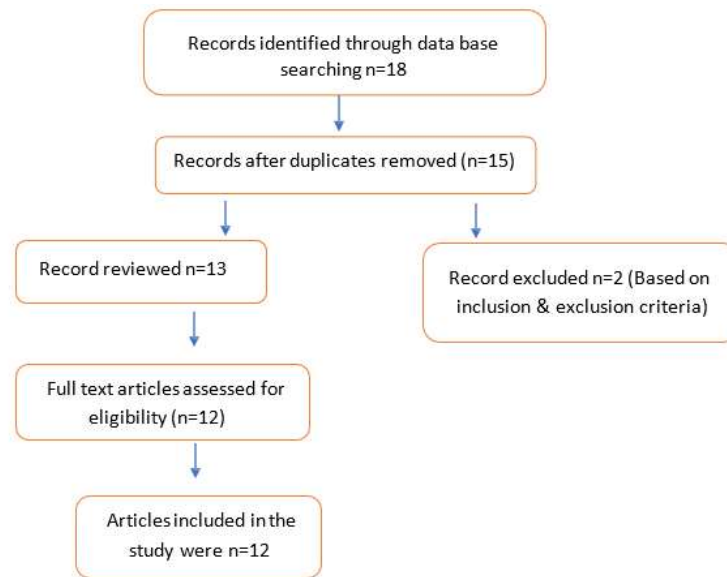 Records identified through data base
searching n=18
Records after duplicates removed (n=15)
Record reviewed n=13
Record excluded n=2 (Based on
inclusion & exclusion criteria)
Full text articles assessed for
eligibility (n=12)
Articles included in the
study were n=12